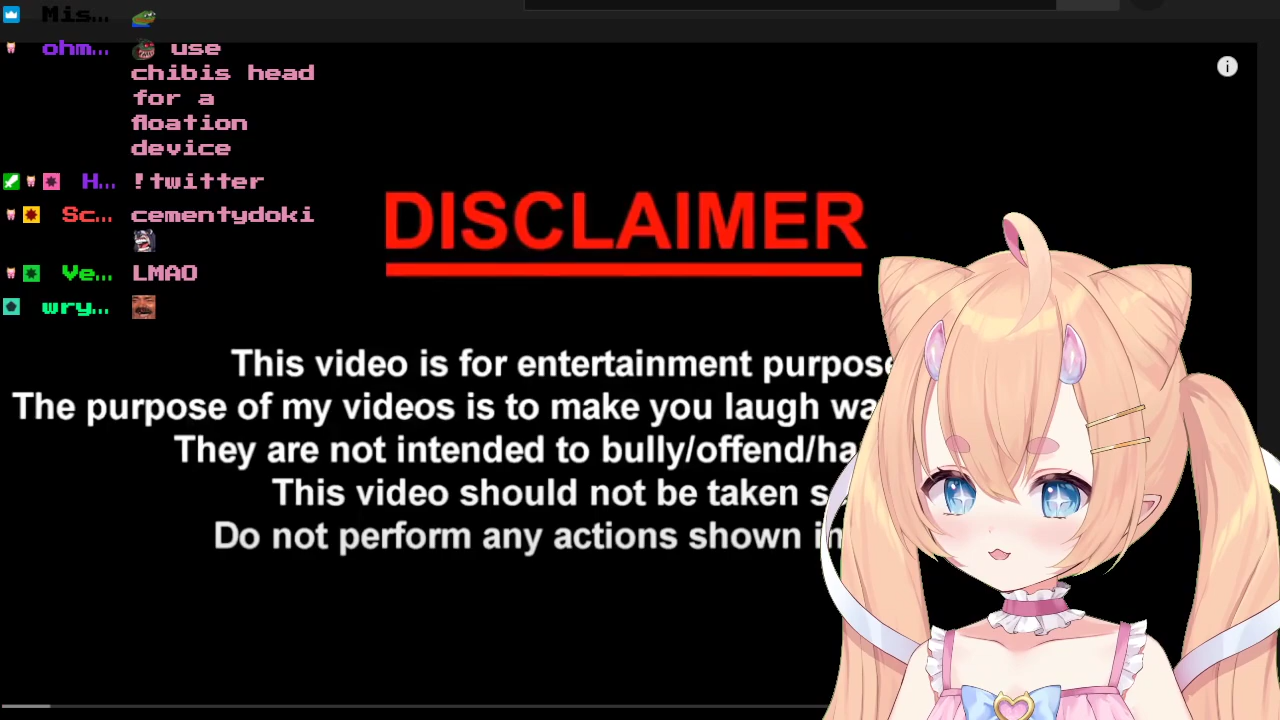 Mis...
ohm... use
chibis head
for a
floation
device
H... !twitter
Sc... cementydoki
Ve... LMAO
wry...
DISCLAIMER
This video is for entertainment purpose
The purpose of my videos is to make you laugh wa
They are not intended to bully/offend/ha
This video should not be taken s
Do not perform any actions shown in